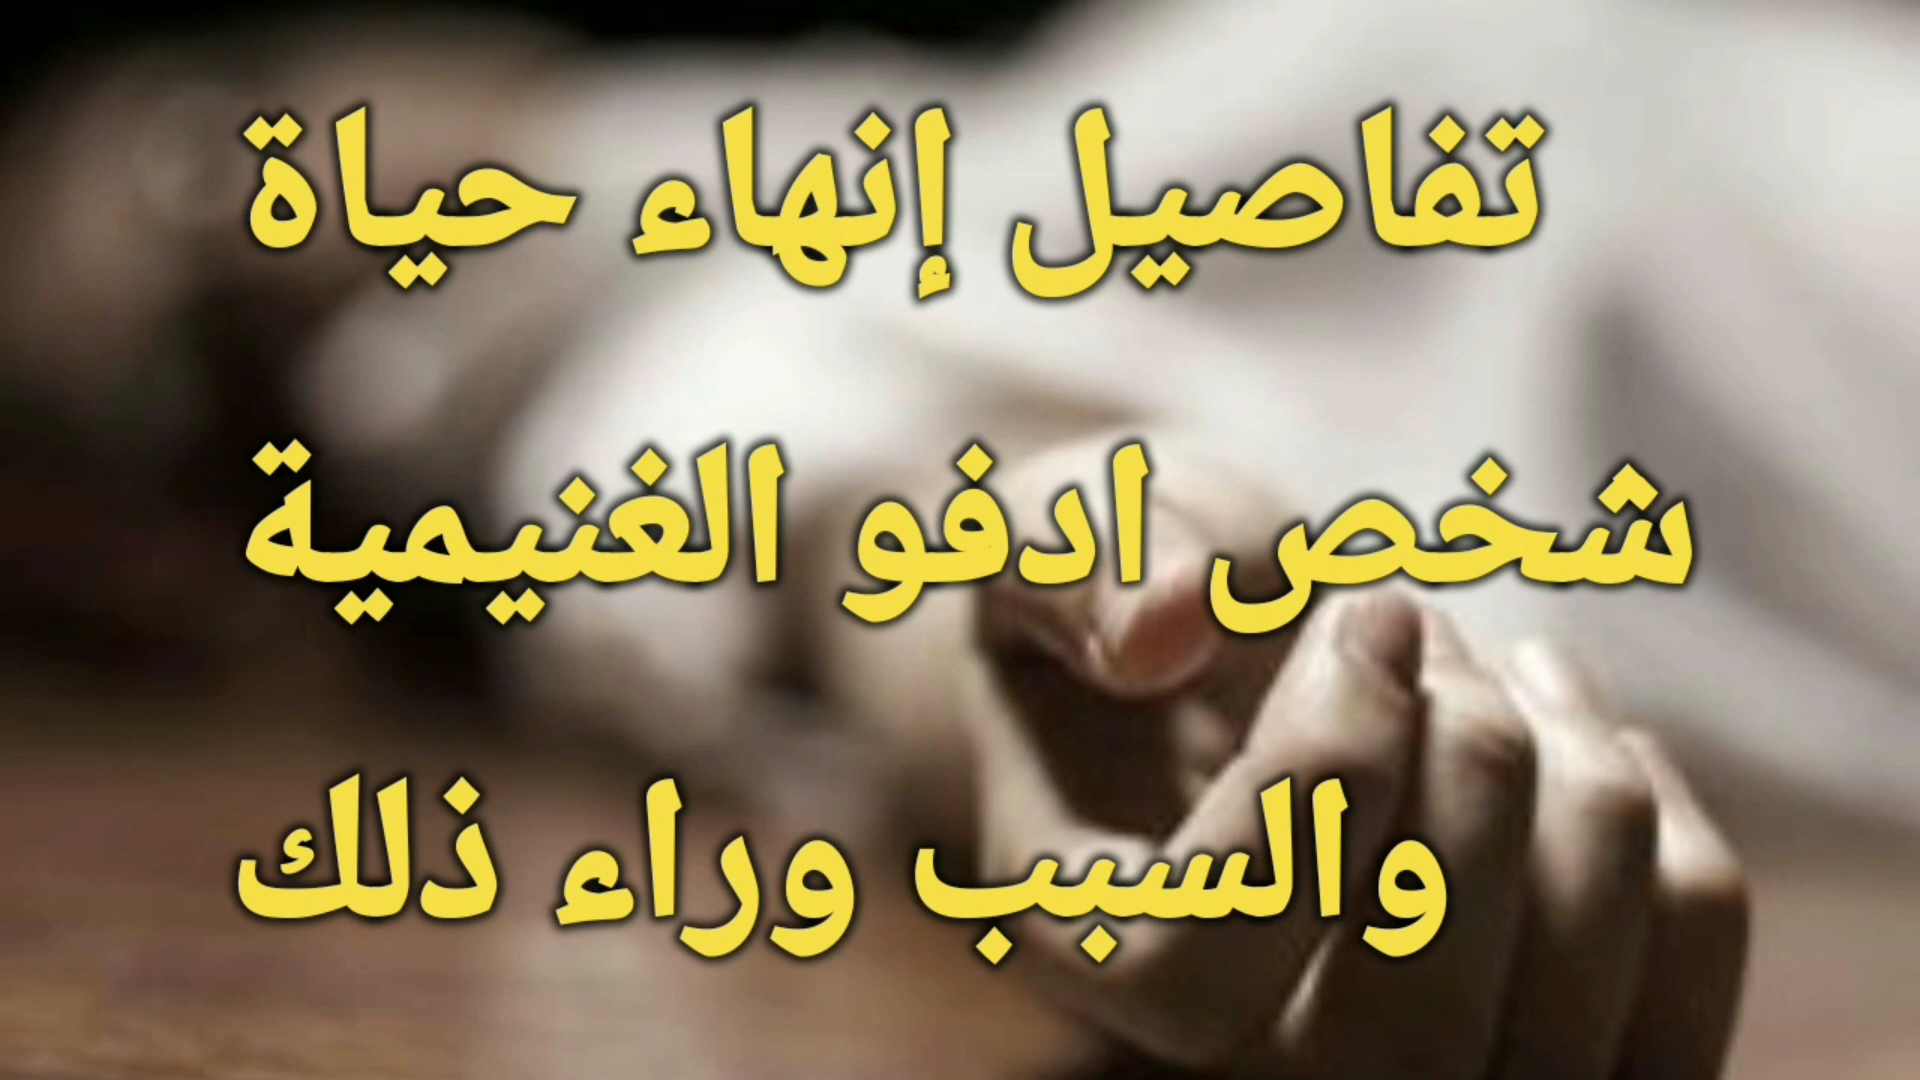 تفاصيل إنهاء حياة
شخص ادفو الغنيمية
والسبب وراء ذلك